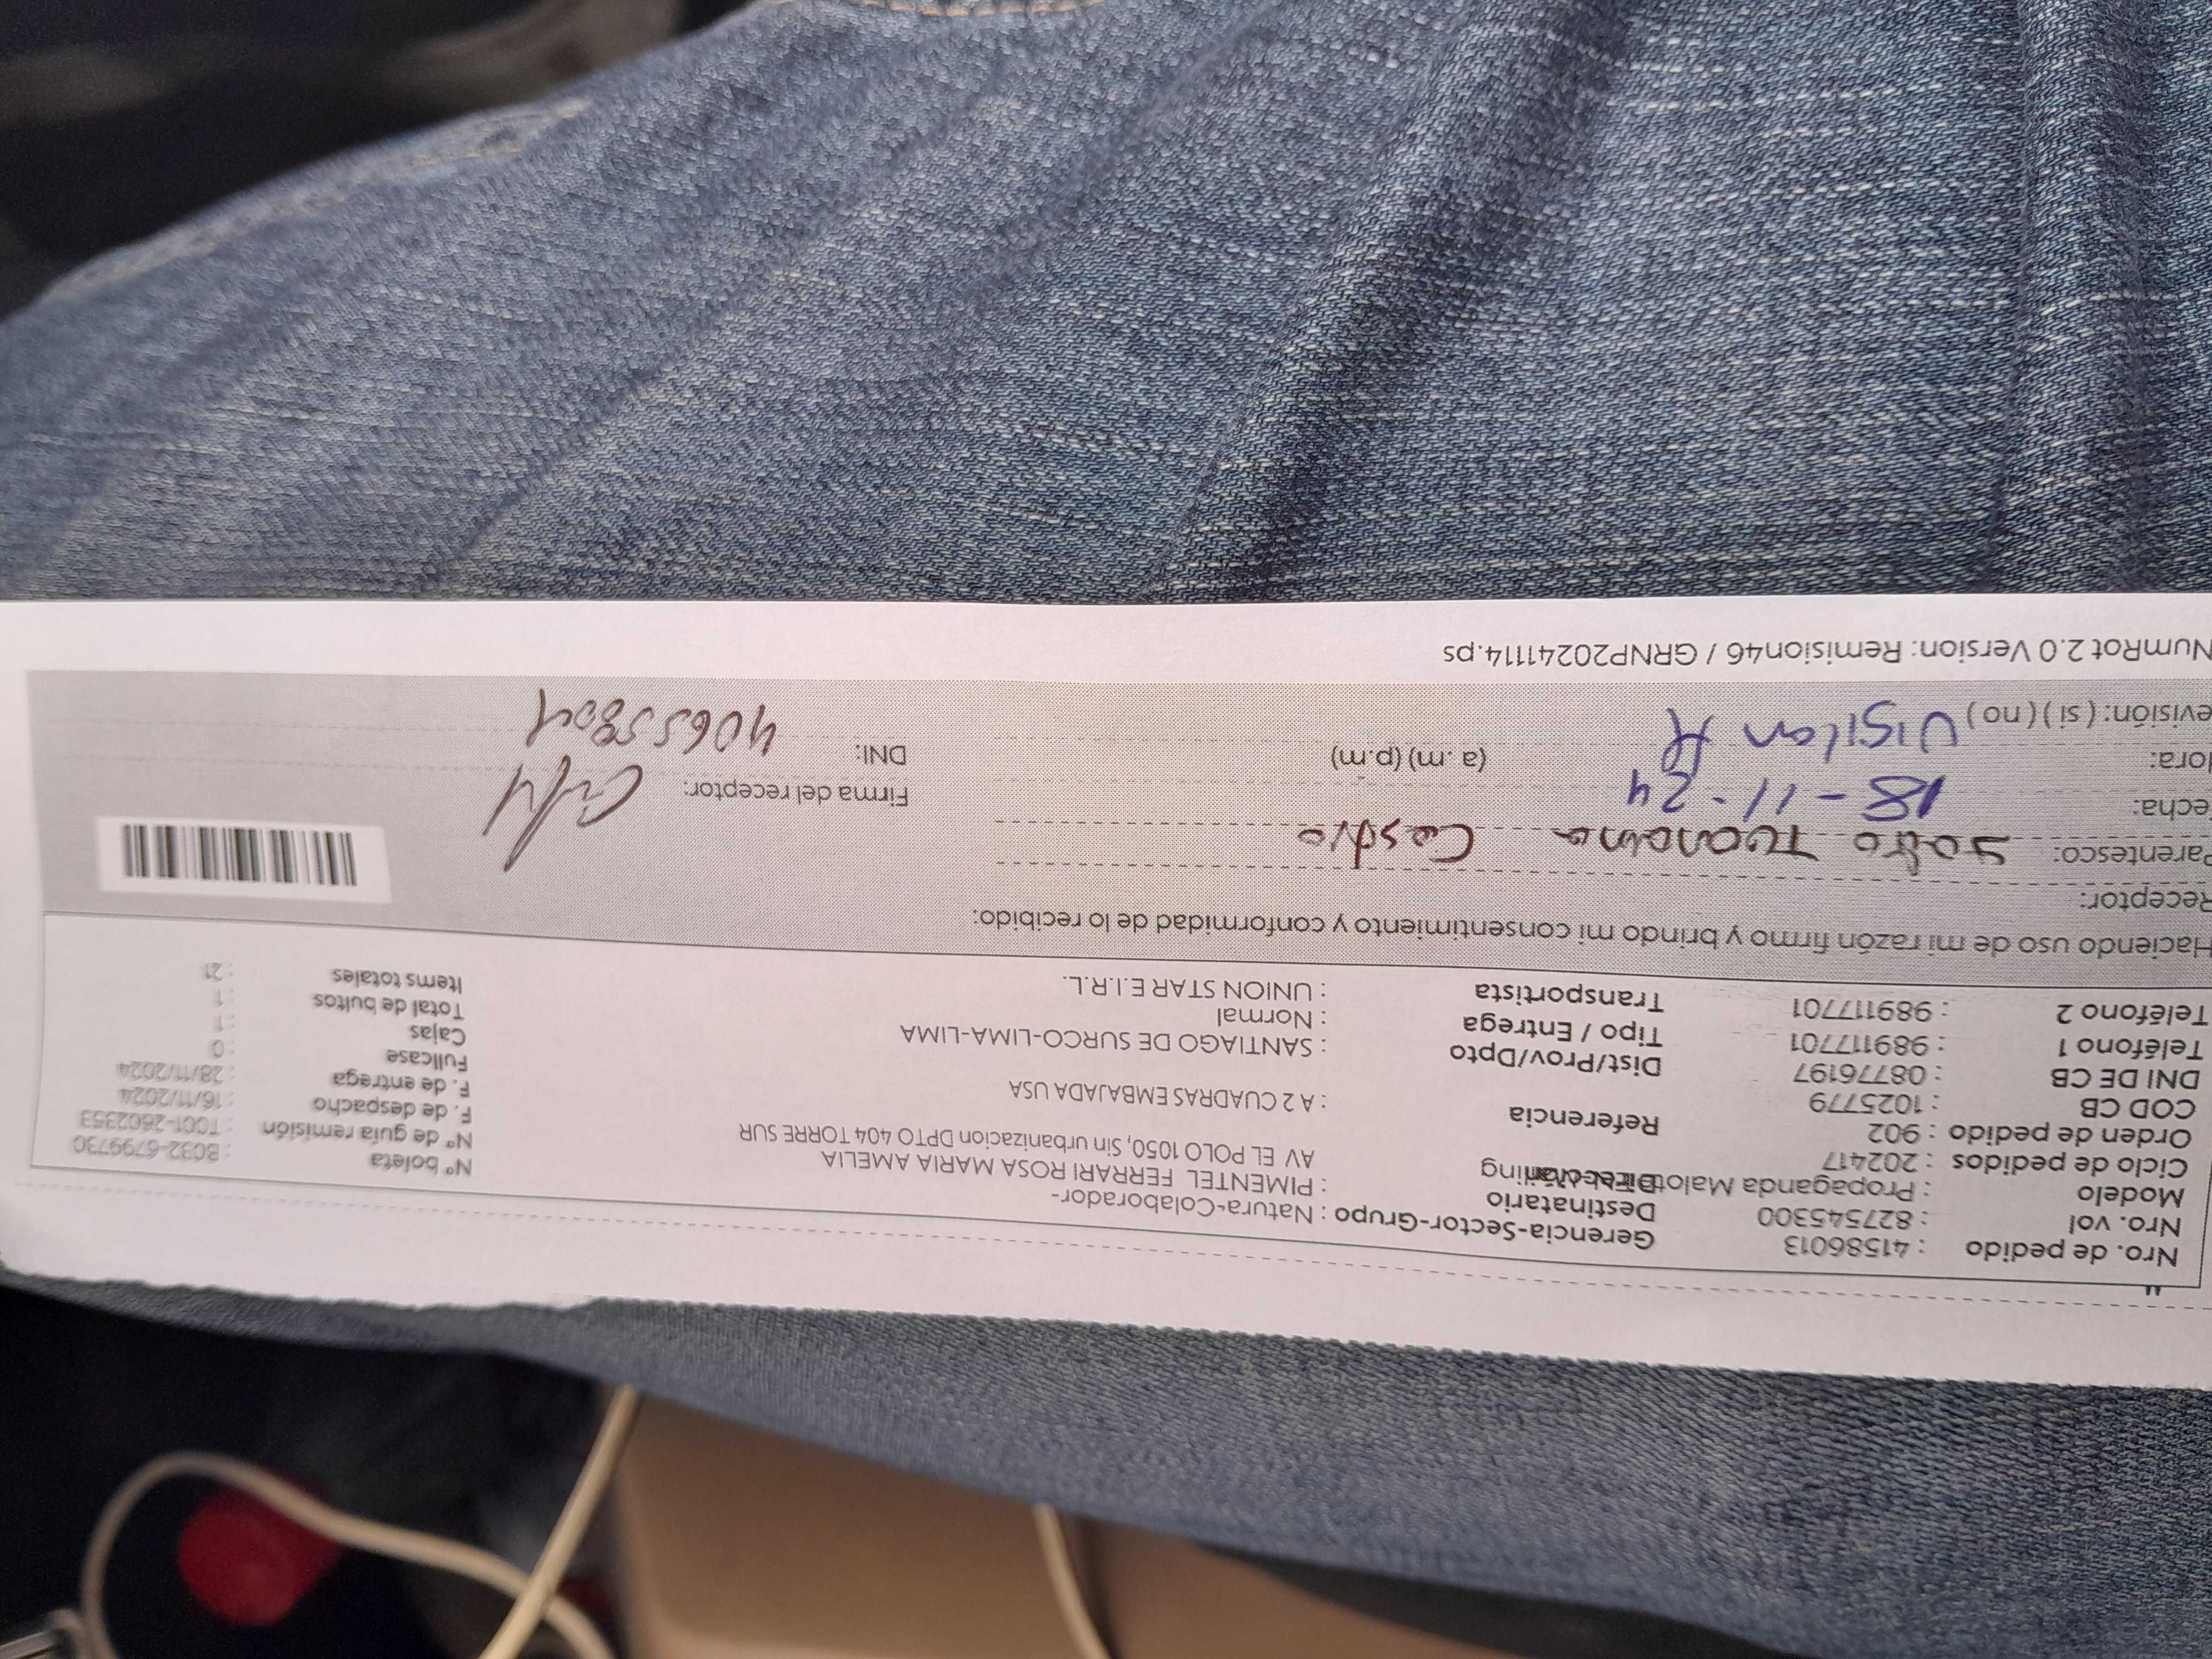 Nro. de pedido : 41586013 Gerencia-Sector-Grupo : Natura-Colaborador- Nº boleta : B032-6799730
Nro. vol : 827545300 Destinatario : PIMENTEL FERRARI ROSA MARIA AMELIA Nº de guía remisión : T001-2602353
Modelo : Propaganda Malote AV EL POLO 1050, Sin urbanizacion DPTO 404 TORRE SUR F. de despacho : 16/11/2024
Ciclo de pedidos : 202417 F. de entrega : 28/11/2024
Orden de pedido : 902 Referencia : A 2 CUADRAS EMBAJADA USA Fullcase : 0
COD CB : 1025779 Cajas : 1
DNI DE CB : 08776197 Dist/Prov/Dpto : SANTIAGO DE SURCO-LIMA-LIMA Total de bultos : 1
Teléfono 1 : 989117701 Tipo / Entrega : Normal Items totales : 21
Teléfono 2 : 989117701 Transportista : UNION STAR E.I.R.L.
Haciendo uso de mi razón firmo y brindo mi consentimiento y conformidad de lo recibido:
Receptor:
Parentesco: Castro
echa: 18-11-24 Firma del receptor:
lora: (a .m) (p.m) DNI: 40655804
evisión: ( si ) ( no ) Vigilan
NumRot 2.0 Version: Remision46 / GRNP20241114.ps